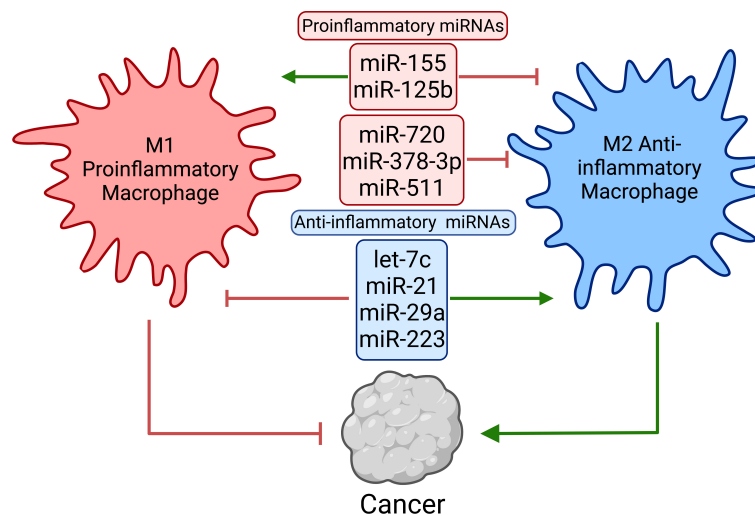 Proinflammatory miRNAs
miR-155
miR-125b
M1
Proinflammatory
Macrophage
miR-720
miR-378-3p
miR-511
M2 Anti-
inflammatory
Macrophage
Anti-inflammatory miRNAs
let-7c
miR-21
miR-29a
miR-223
Cancer